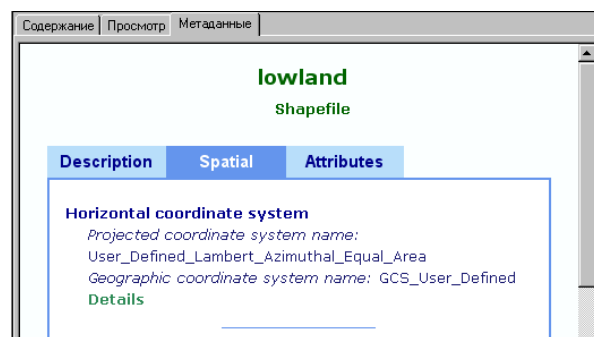 Содержание Просмотр Метаданные
lowland
Shapefile
Description Spatial Attributes
Horizontal coordinate system
Projected coordinate system name:
User_Defined_Lambert_Azimuthal_Equal_Area
Geographic coordinate system name: GCS_User_Defined
Details